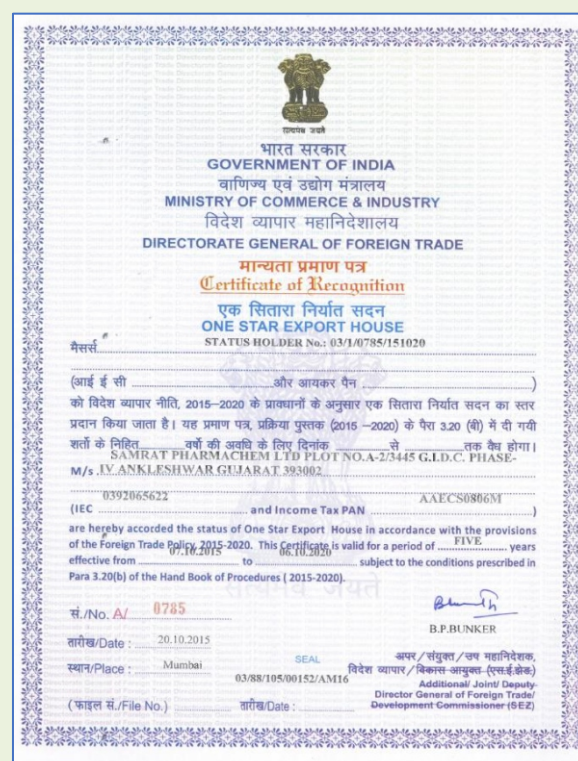 सत्यमेव जयते
भारत सरकार
GOVERNMENT OF INDIA
वाणिज्य एवं उद्योग मंत्रालय
MINISTRY OF COMMERCE & INDUSTRY
विदेश व्यापार महानिदेशालय
DIRECTORATE GENERAL OF FOREIGN TRADE
मान्यता प्रमाण पत्र
Certificate of Recognition
एक सितारा निर्यात सदन
ONE STAR EXPORT HOUSE
STATUS HOLDER No.: 03/1/0785/151020
मैसर्स
(आई ई सी ............ और आयकर पैन ............)
को विदेश व्यापार नीति, 2015-2020 के प्रावधानों के अनुसार एक सितारा निर्यात सदन का स्तर
प्रदान किया जाता है। यह प्रमाण पत्र, प्रक्रिया पुस्तक (2015 –2020) के पैरा 3.20 (बी) में दी गयी
शर्तो के निहित ............ वर्षो की अवधि के लिए दिनांक ............ से ............ तक वैध होगा।
SAMRAT PHARMACHEM LTD PLOT NO.A-2/3445 G.I.D.C. PHASE-
M/s .IV ANKLESHWAR GUJARAT 393002
0392065622 AAECS0806M
(IEC ............ and Income Tax PAN ............)
are hereby accorded the status of One Star Export House in accordance with the provisions
of the Foreign Trade Policy, 2015-2020. This Certificate is valid for a period of FIVE years
effective from 07.10.2015 to 06.10.2020 subject to the conditions prescribed in
Para 3.20(b) of the Hand Book of Procedures ( 2015-2020).
सत्यमेव जयते
सं./No. A/ 0785
B.P.BUNKER
तारीख/Date : 20.10.2015
अपर/संयुक्त/उप महानिदेशक,
स्थान/Place : Mumbai
SEAL
विदेश व्यापार/विकास आयुक्त (एस.ई.झेड.)
03/88/105/00152/AM16
Additional/ Joint/ Deputy
Director General of Foreign Trade/
(फाइल सं./File No.) तारीख/Date :
Development Commissioner (SEZ)